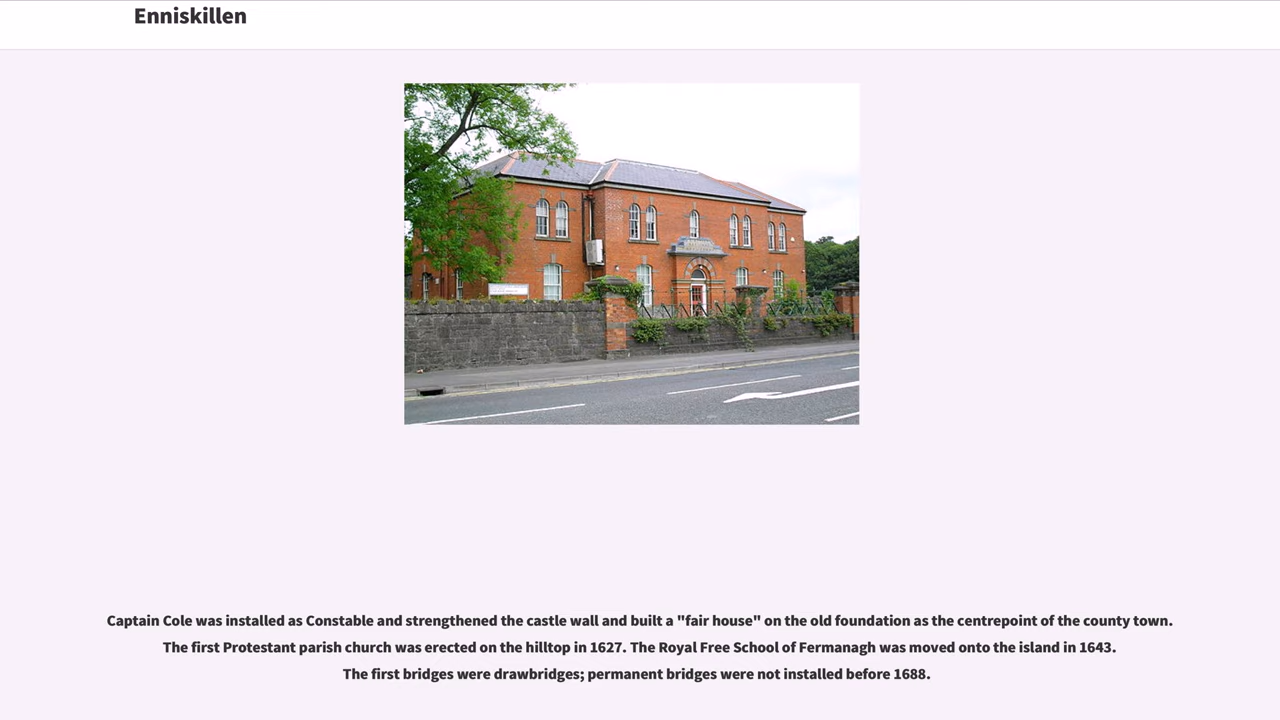 Enniskillen
Captain Cole was installed as Constable and strengthened the castle wall and built a "fair house" on the old foundation as the centrepoint of the county town.
The first Protestant parish church was erected on the hilltop in 1627. The Royal Free School of Fermanagh was moved onto the island in 1643.
The first bridges were drawbridges; permanent bridges were not installed before 1688.